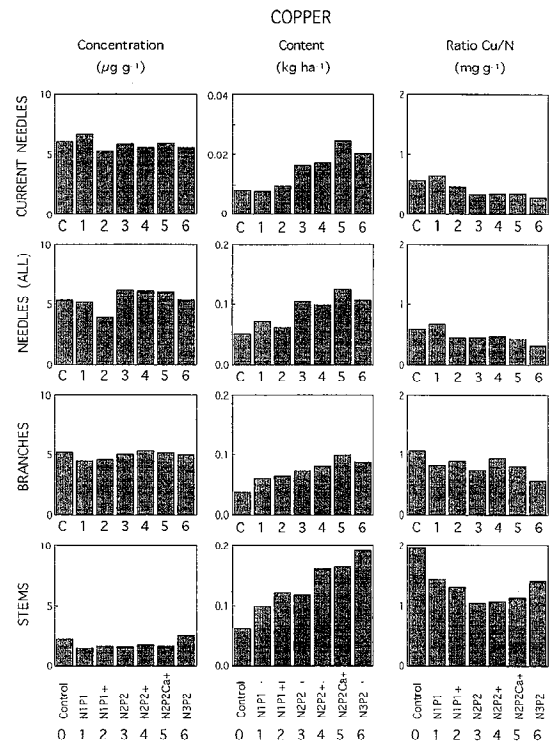 COPPER
Concentration Content Ratio Cu/N
(µg g⁻¹) (kg ha⁻¹) (mg g⁻¹)
CURRENT NEEDLES
10 5 0
C 1 2 3 4 5 6
0.04 0.02 0
C 1 2 3 4 5 6
2 1 0
C 1 2 3 4 5 6
NEEDLES (ALL)
10 5 0
C 1 2 3 4 5 6
0.2 0.1 0.0
C 1 2 3 4 5 6
2 1 0
C 1 2 3 4 5 6
BRANCHES
10 5 0
C 1 2 3 4 5 6
0.2 0.1 0.0
C 1 2 3 4 5 6
2 1 0
C 1 2 3 4 5 6
STEMS
10 5 0
Control N1P1 N1P1+ N2P2 N2P2+ N2P2Ca+ N3P2
0 1 2 3 4 5 6
0.2 0.1 0.0
Control N1P1 N1P1+ N2P2 N2P2+ N2P2Ca+ N3P2
0 1 2 3 4 5 6
2 1 0
Control N1P1 N1P1+ N2P2 N2P2+ N2P2Ca+ N3P2
0 1 2 3 4 5 6